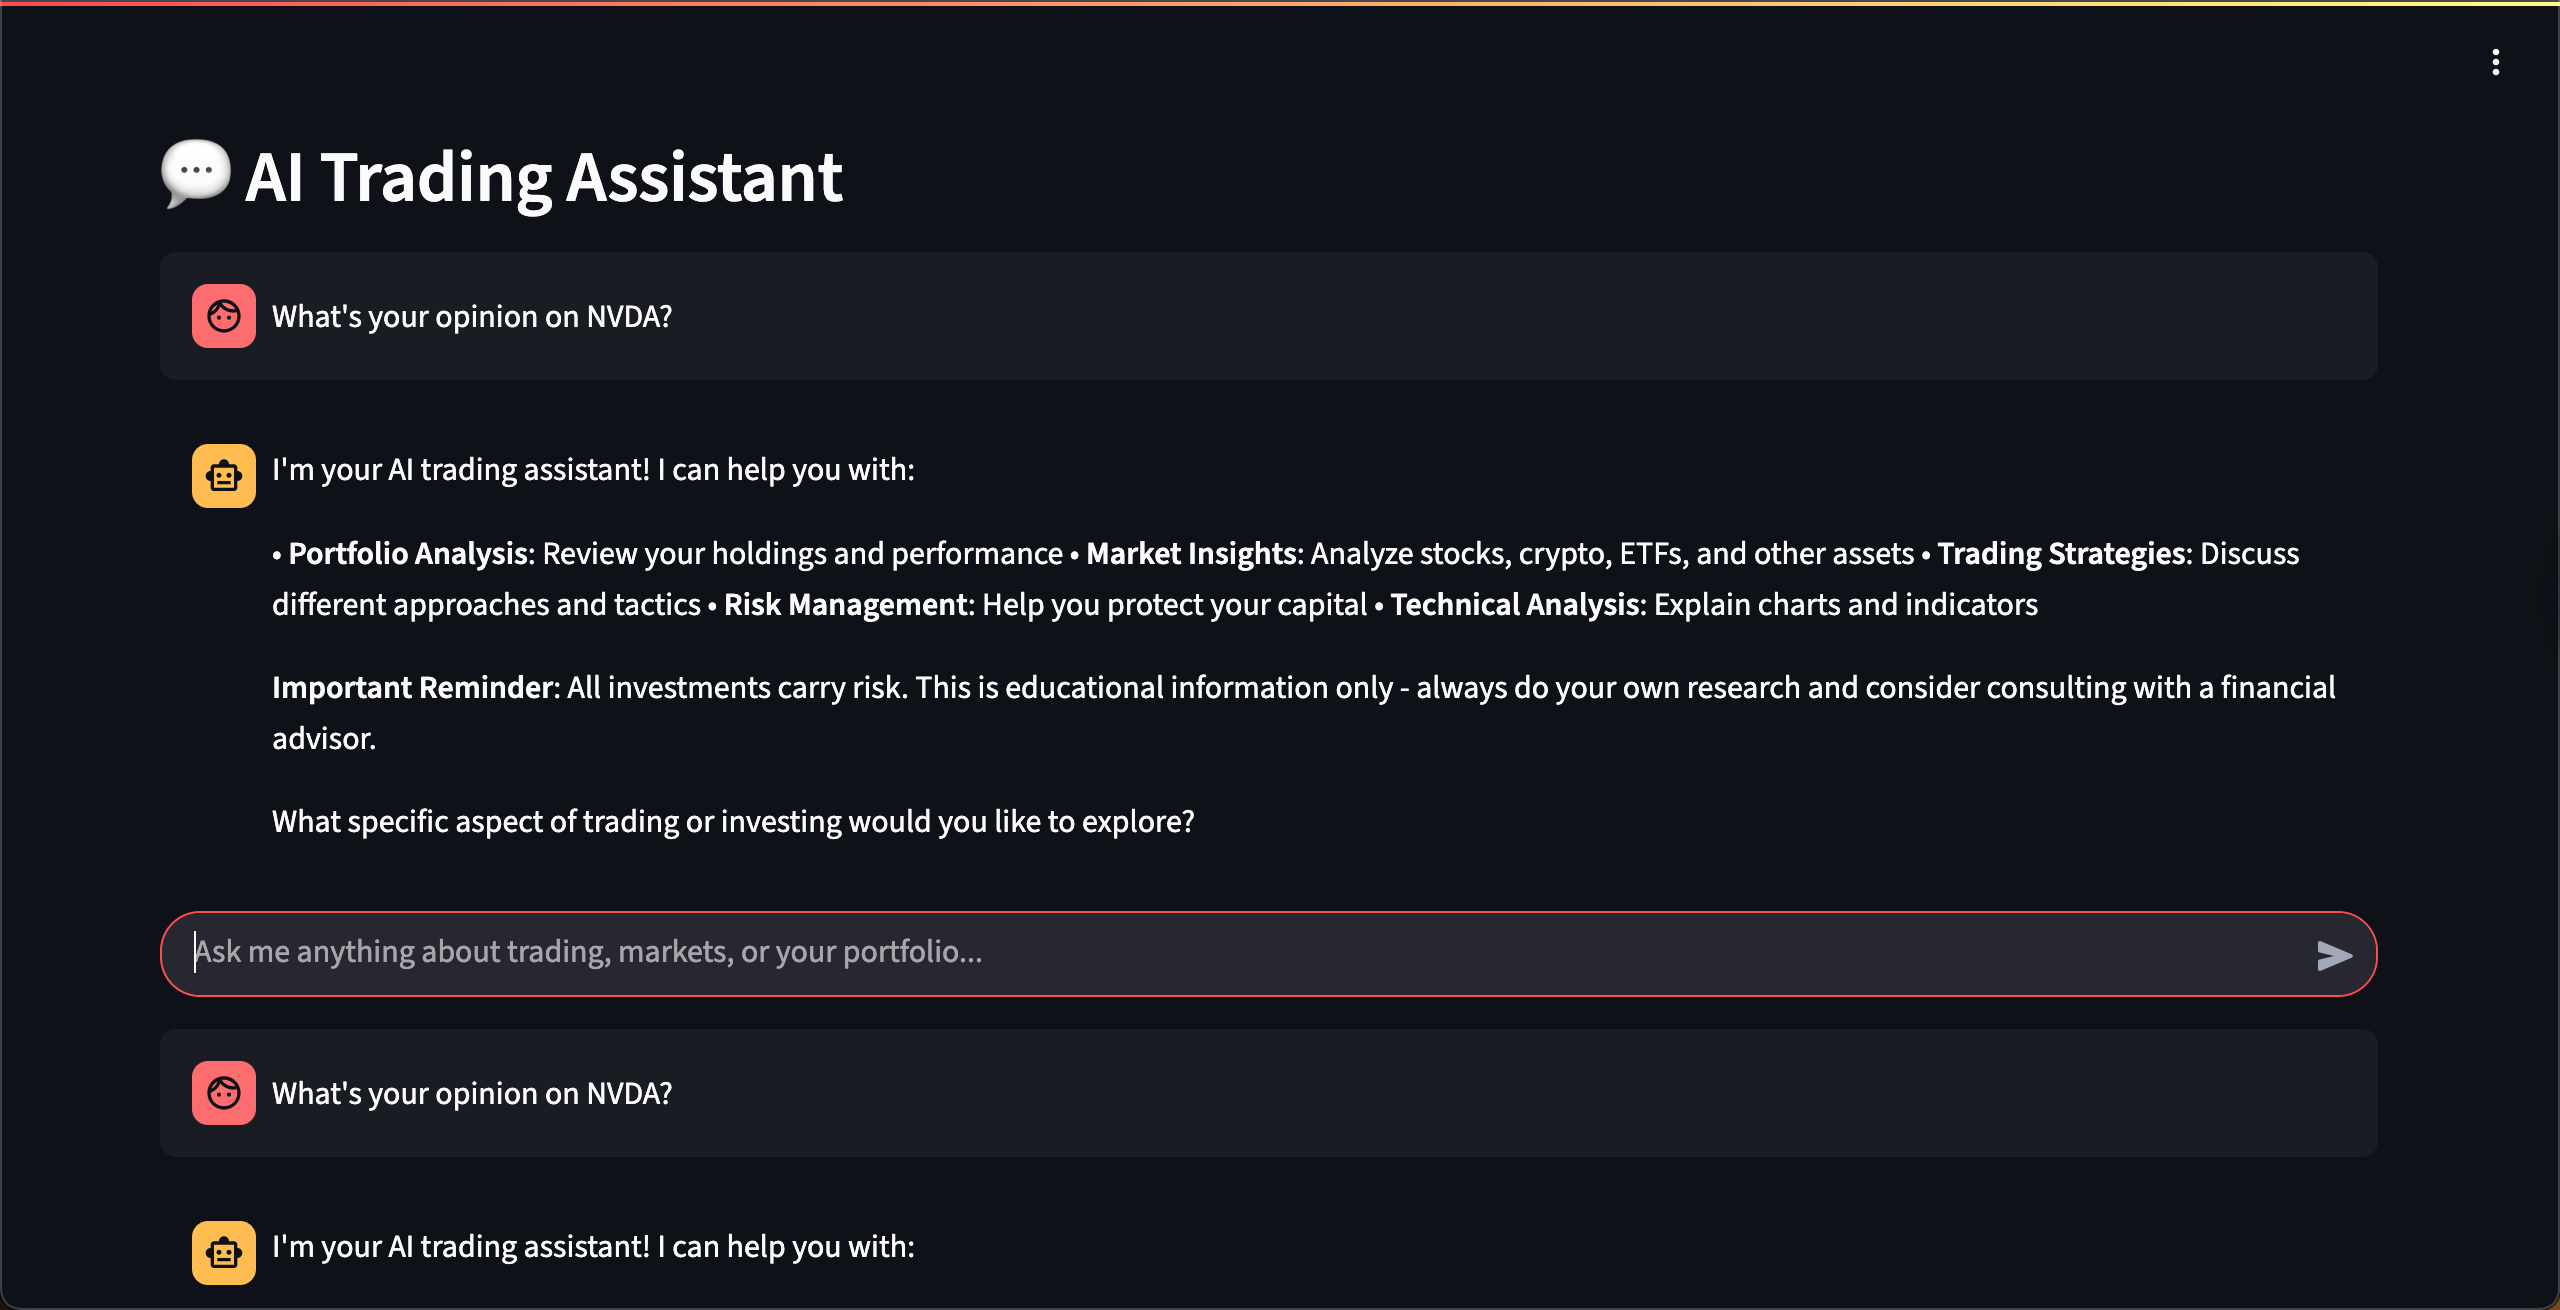 💬 AI Trading Assistant
What's your opinion on NVDA?
I'm your AI trading assistant! I can help you with:
• Portfolio Analysis: Review your holdings and performance • Market Insights: Analyze stocks, crypto, ETFs, and other assets • Trading Strategies: Discuss
different approaches and tactics • Risk Management: Help you protect your capital • Technical Analysis: Explain charts and indicators
Important Reminder: All investments carry risk. This is educational information only - always do your own research and consider consulting with a financial
advisor.
What specific aspect of trading or investing would you like to explore?
Ask me anything about trading, markets, or your portfolio...
What's your opinion on NVDA?
I'm your AI trading assistant! I can help you with: